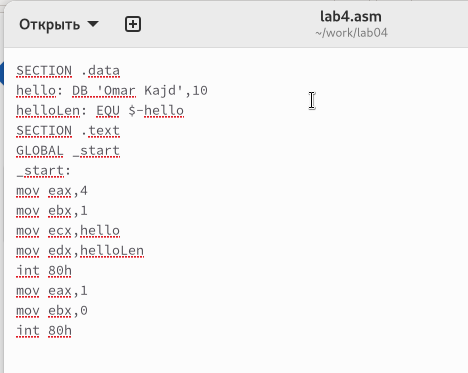 Открыть
lab4.asm
~/work/lab04
SECTION .data
hello: DB 'Omar Kajd',10
helloLen: EQU $-hello
SECTION .text
GLOBAL _start
_start:
mov eax,4
mov ebx,1
mov ecx,hello
mov edx,helloLen
int 80h
mov eax,1
mov ebx,0
int 80h